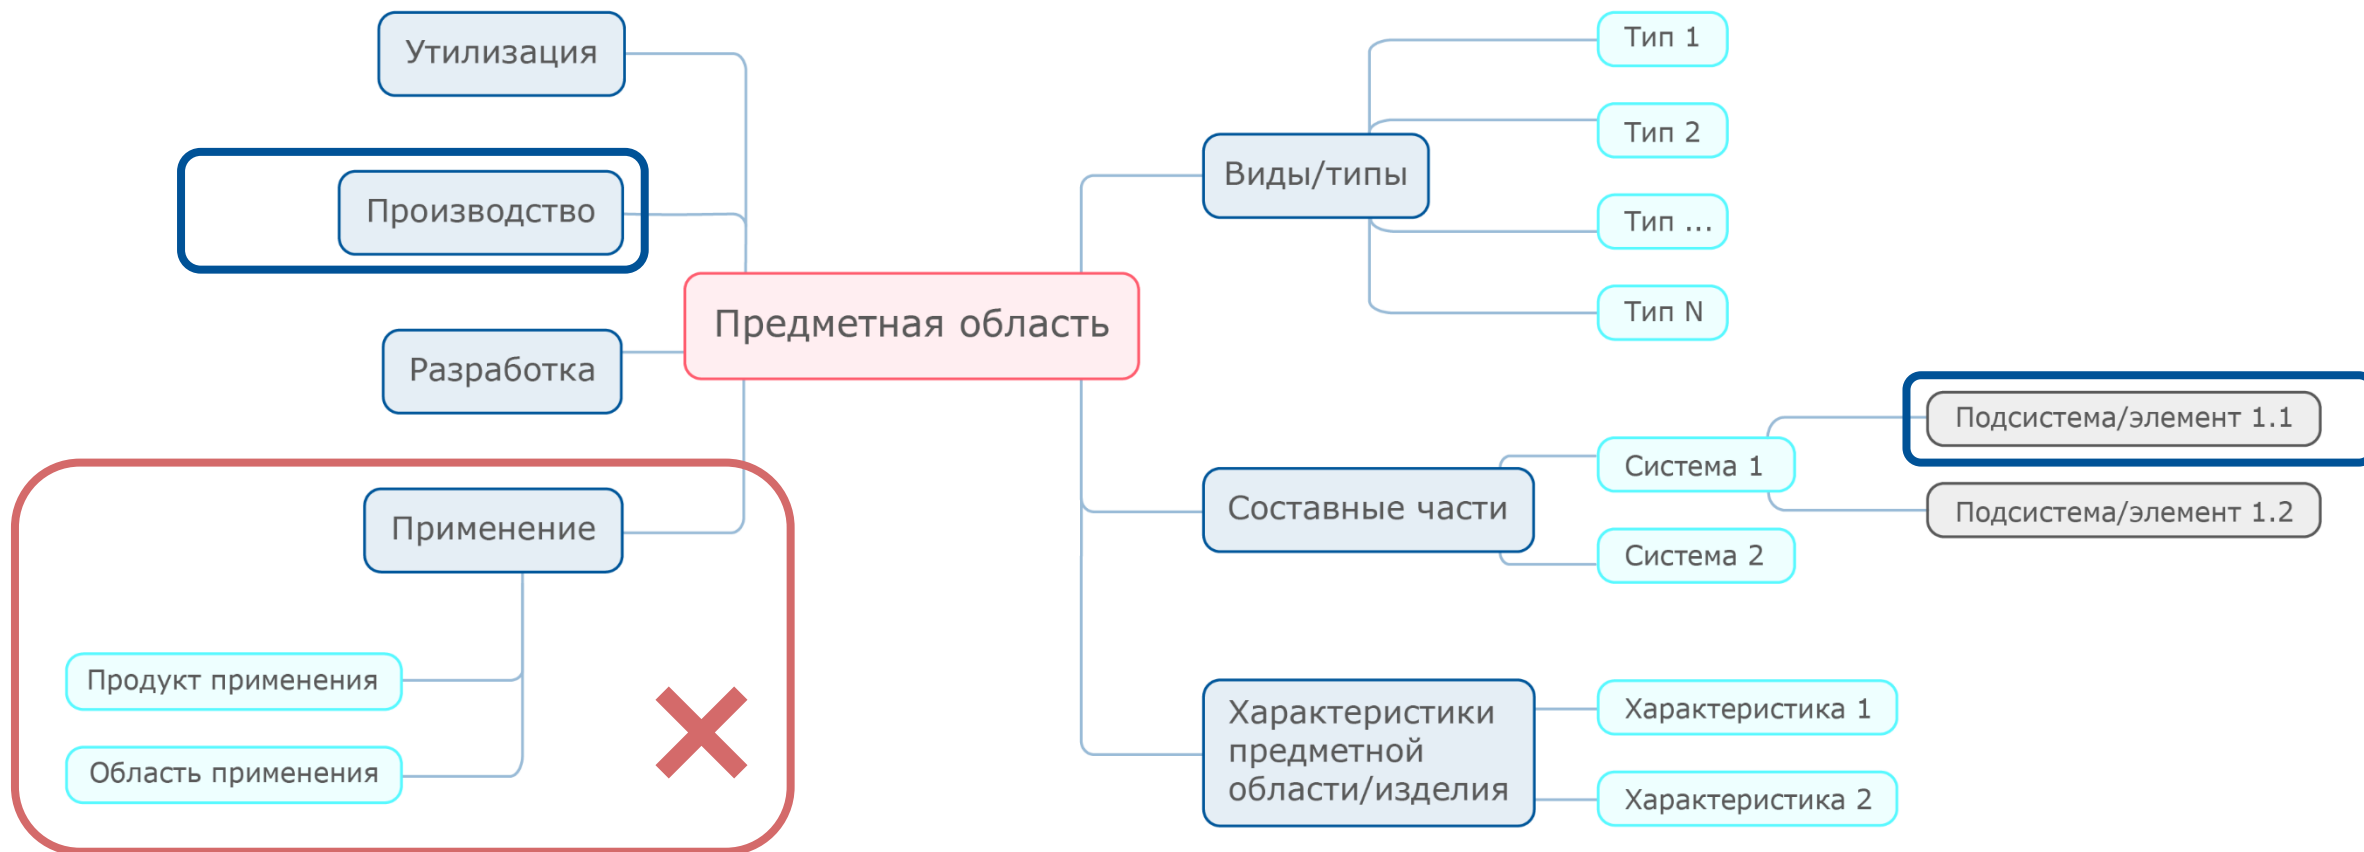 Утилизация
Производство
Разработка
Применение
Продукт применения
Область применения
Предметная область
Виды/типы
Тип 1
Тип 2
Тип ...
Тип N
Составные части
Система 1
Подсистема/элемент 1.1
Подсистема/элемент 1.2
Система 2
Характеристики
предметной
области/изделия
Характеристика 1
Характеристика 2